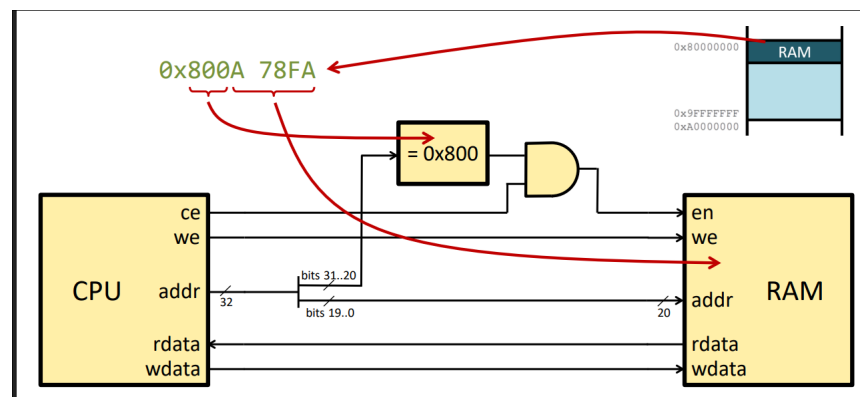 0x80000000
RAM
0x800A 78FA
0x9FFFFFFF
0xA0000000
= 0x800
ce
en
we
we
bits 31..20
CPU
addr
32
bits 19..0
20
addr
RAM
rdata
rdata
wdata
wdata